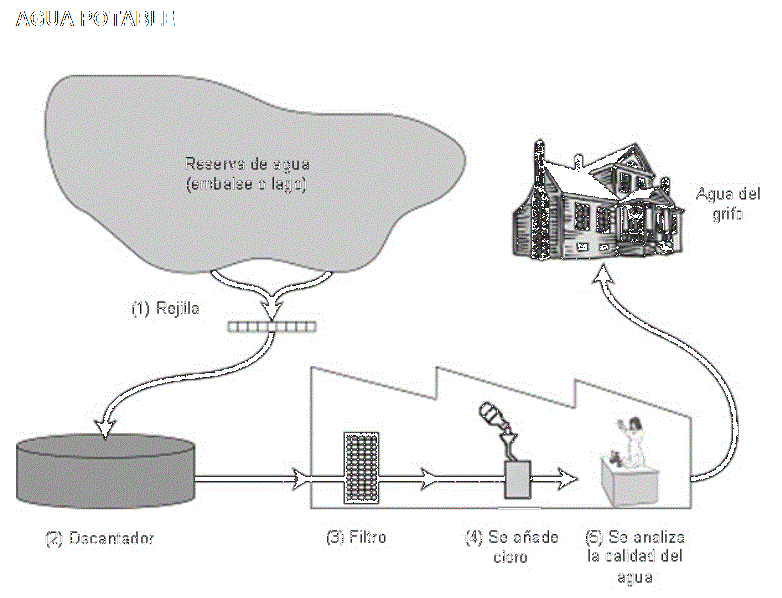 AGUA POTABLE
Reserva de agua
(embalse o lago)
Agua del
grifo
(1) Rejilla
(2) Dacantador
(3) Filtro
(4) Se añade
cloro
(5) Se analiza
la calidad del
agua